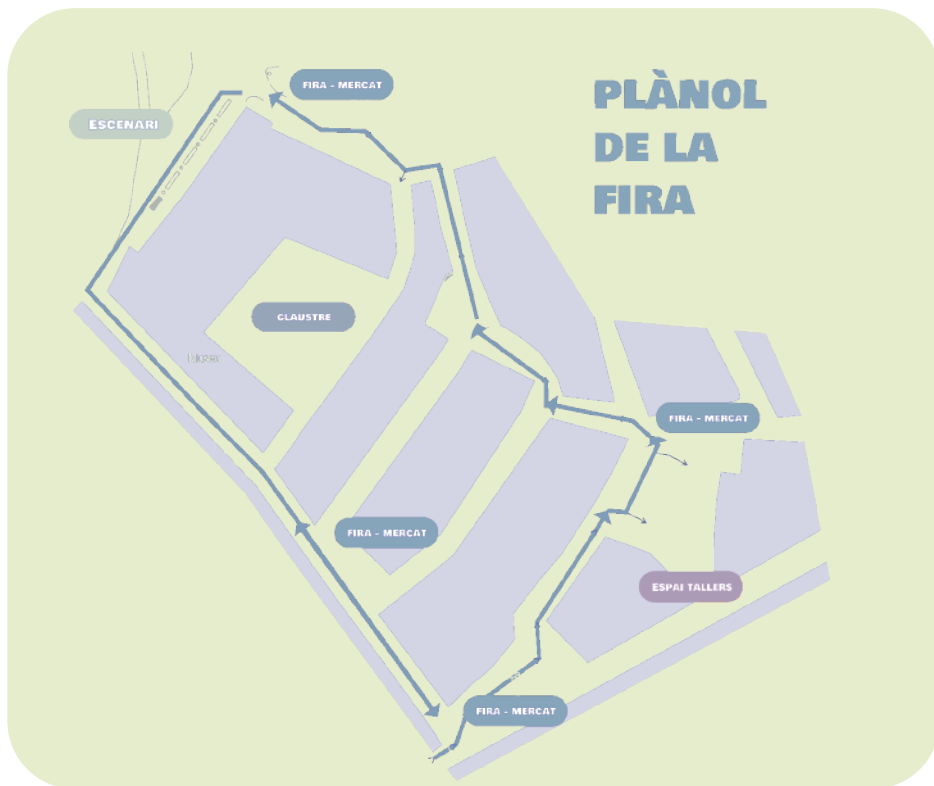 FIRA - MERCAT
PLÀNOL
DE LA
FIRA
ESCENARI
CLAUSTRE
FIRA - MERCAT
FIRA - MERCAT
ESPAI TALLERS
FIRA - MERCAT